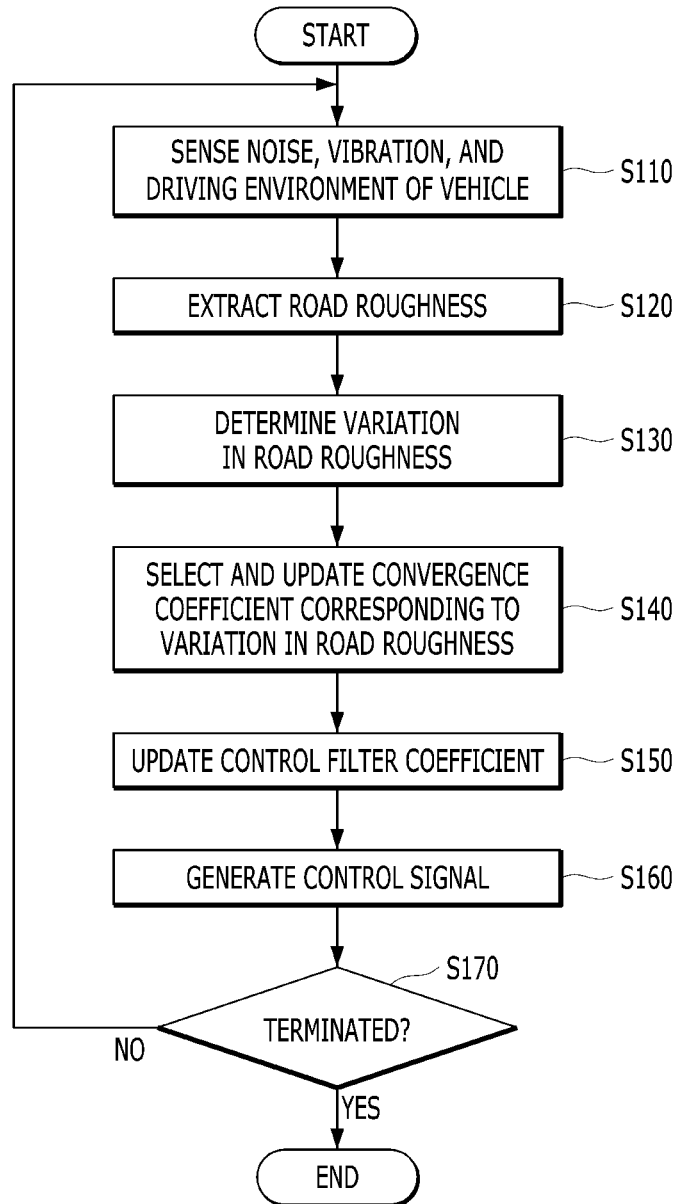 START
SENSE NOISE, VIBRATION, AND
DRIVING ENVIRONMENT OF VEHICLE
S110
EXTRACT ROAD ROUGHNESS
S120
DETERMINE VARIATION
IN ROAD ROUGHNESS
S130
SELECT AND UPDATE CONVERGENCE
COEFFICIENT CORRESPONDING TO
VARIATION IN ROAD ROUGHNESS
S140
UPDATE CONTROL FILTER COEFFICIENT
S150
GENERATE CONTROL SIGNAL
S160
S170
TERMINATED?
NO
YES
END